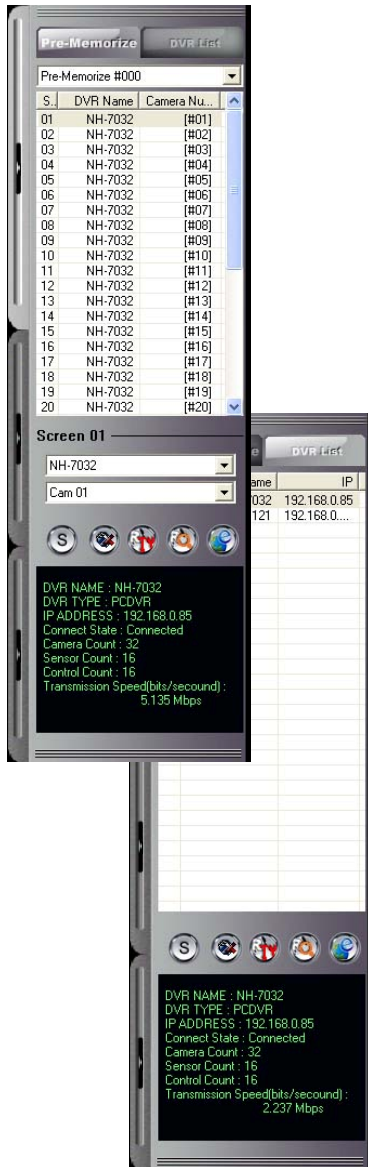 Pre-Memorize DVR List
Pre-Memorize #000
S.. DVR Name Camera Nu...
01 NH-7032 [#01]
02 NH-7032 [#02]
03 NH-7032 [#03]
04 NH-7032 [#04]
05 NH-7032 [#05]
06 NH-7032 [#06]
07 NH-7032 [#07]
08 NH-7032 [#08]
09 NH-7032 [#09]
10 NH-7032 [#10]
11 NH-7032 [#11]
12 NH-7032 [#12]
13 NH-7032 [#13]
14 NH-7032 [#14]
15 NH-7032 [#15]
16 NH-7032 [#16]
17 NH-7032 [#17]
18 NH-7032 [#18]
19 NH-7032 [#19]
20 NH-7032 [#20]
Screen 01
NH-7032
Cam 01
S
DVR NAME : NH-7032
DVR TYPE : PCDVR
IP ADDRESS : 192.168.0.85
Connect State : Connected
Camera Count : 32
Sensor Count : 16
Control Count : 16
Transmission Speed(bits/secound) :
5.135 Mbps
e DVR List
ame IP
7032 192.168.0.85
121 192.168.0....
S
DVR NAME : NH-7032
DVR TYPE : PCDVR
IP ADDRESS : 192.168.0.85
Connect State : Connected
Camera Count : 32
Sensor Count : 16
Control Count : 16
Transmission Speed(bits/secound) :
2.237 Mbps